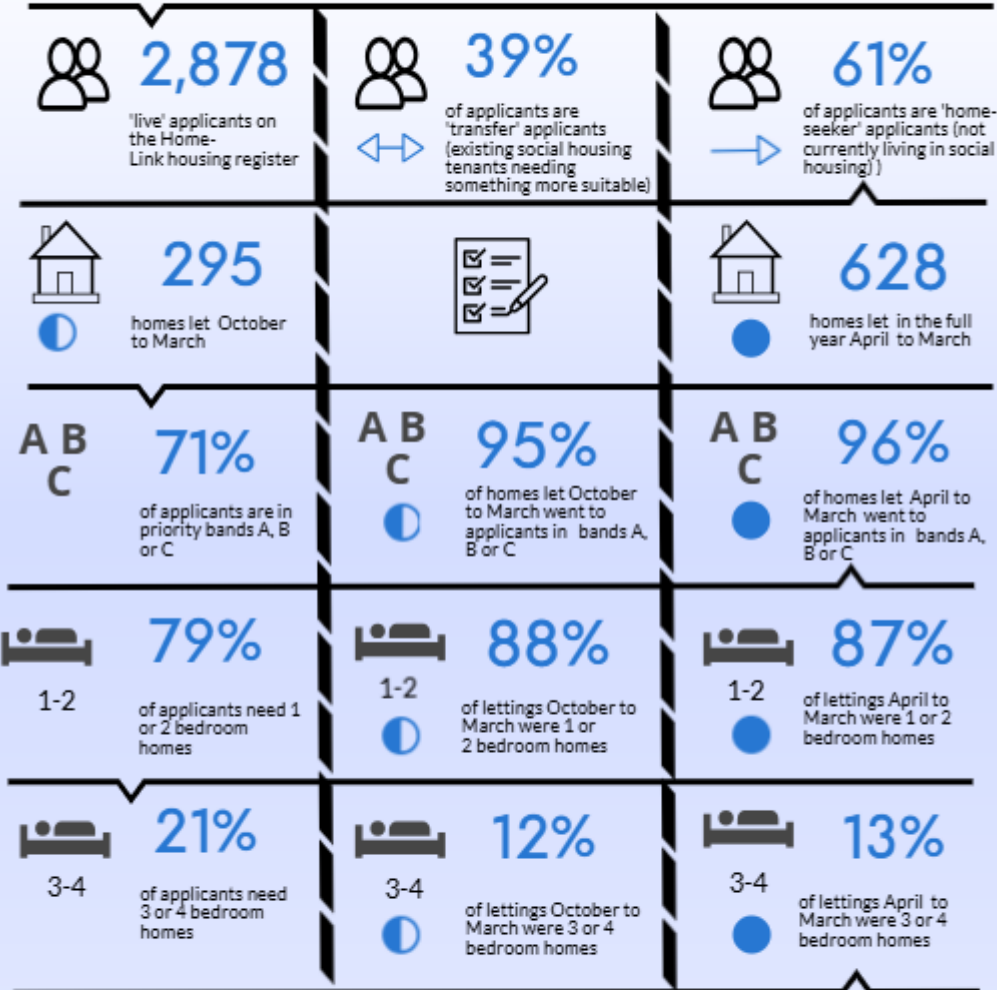 2,878
'live' applicants on
the Home-
Link housing register
39%
of applicants are
'transfer' applicants
(existing social housing
tenants needing
something more suitable)
61%
of applicants are 'home-
seeker' applicants (not
currently living in social
housing) )
295
homes let October
to March
628
homes let in the full
year April to March
A B
C
71%
of applicants are in
priority bands A, B
or C
A B
C
95%
of homes let October
to March went to
applicants in bands A,
B or C
A B
C
96%
of homes let April to
March went to
applicants in bands A,
B or C
1-2
79%
of applicants need 1
or 2 bedroom
homes
1-2
88%
of lettings October to
March were 1 or
2 bedroom homes
1-2
87%
of lettings April to
March were 1 or 2
bedroom homes
3-4
21%
of applicants need
3 or 4 bedroom
homes
3-4
12%
of lettings October to
March were 3 or 4
bedroom homes
3-4
13%
of lettings April to
March were 3 or 4
bedroom homes